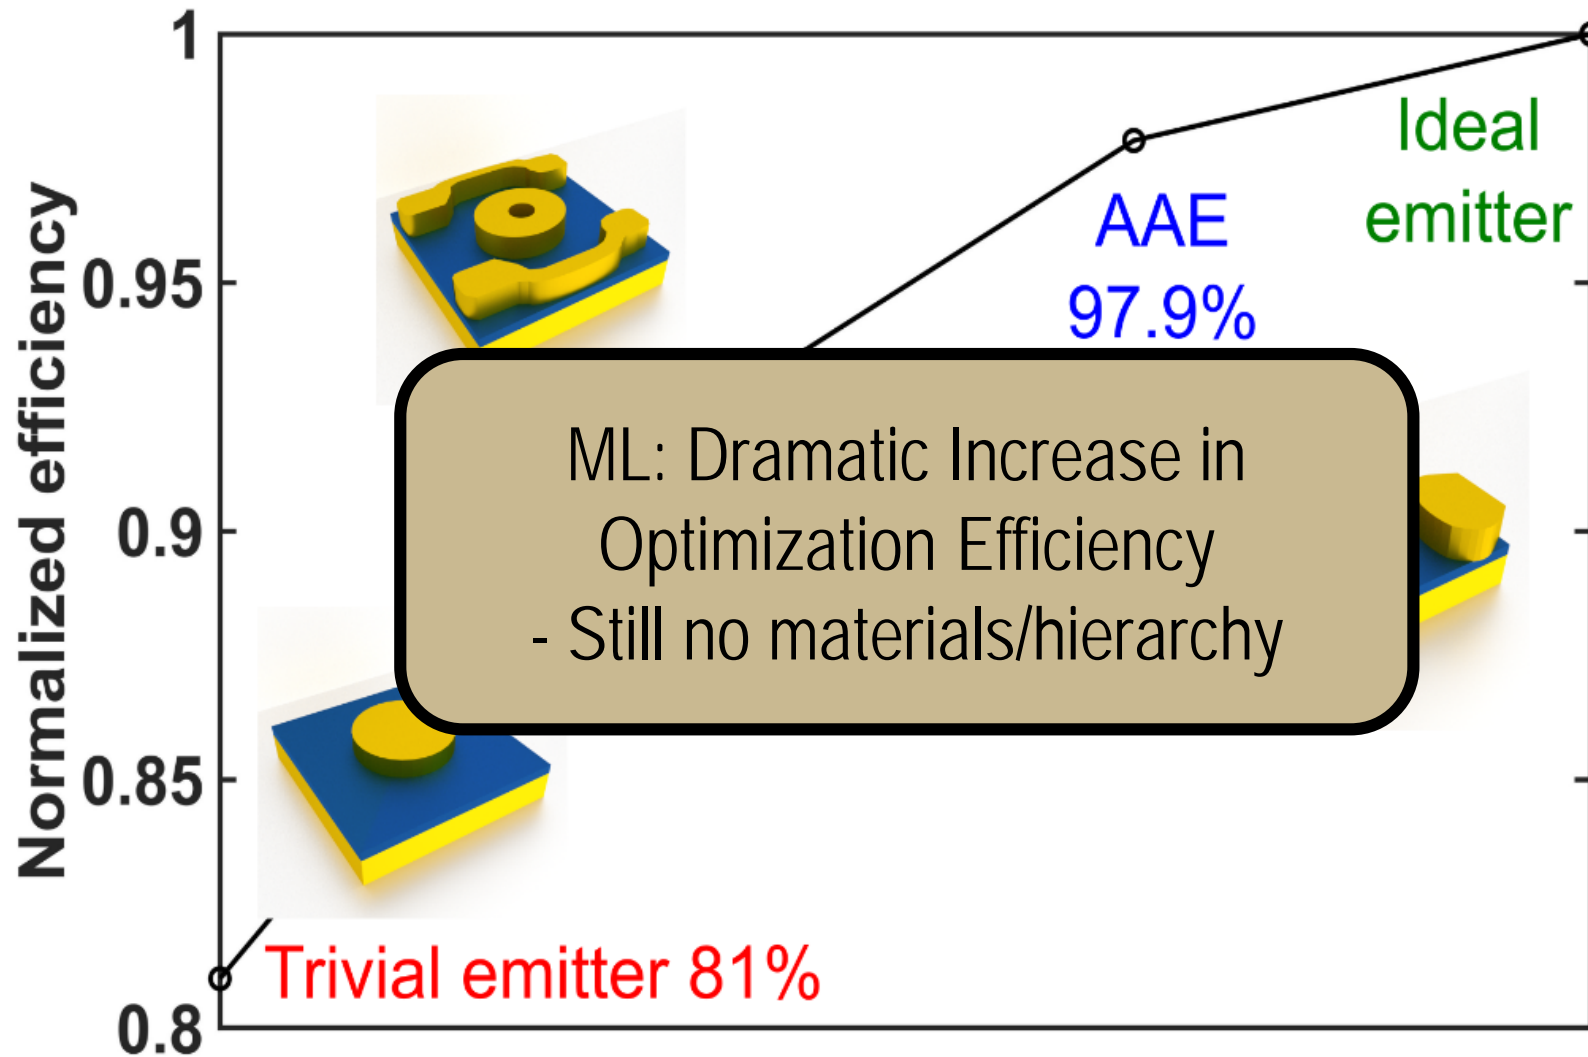 Normalized efficiency
1
0.95
0.9
0.85
0.8
Ideal
emitter
AAE
97.9%
ML: Dramatic Increase in
Optimization Efficiency
- Still no materials/hierarchy
Trivial emitter 81%